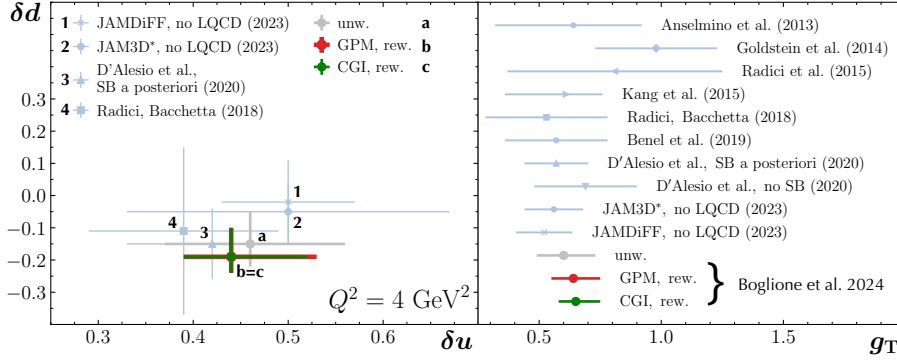 δd
1 JAMDiFF, no LQCD (2023)
2 JAM3D*, no LQCD (2023)
3 D'Alesio et al.,
SB a posteriori (2020)
4 Radici, Bacchetta (2018)
unw. a
GPM, rew. b
CGI, rew. c
0.3
0.2
0.1
0.0
−0.1
−0.2
−0.3
1
2
4
3
a
b=c
Q² = 4 GeV²
0.3 0.4 0.5 0.6
δu
Anselmino et al. (2013)
Goldstein et al. (2014)
Radici et al. (2015)
Kang et al. (2015)
Radici, Bacchetta (2018)
Benel et al. (2019)
D'Alesio et al., SB a posteriori (2020)
D'Alesio et al., no SB (2020)
JAM3D*, no LQCD (2023)
JAMDiFF, no LQCD (2023)
unw.
GPM, rew.
CGI, rew.
} Boglione et al. 2024
0.5 1.0 1.5
g_T